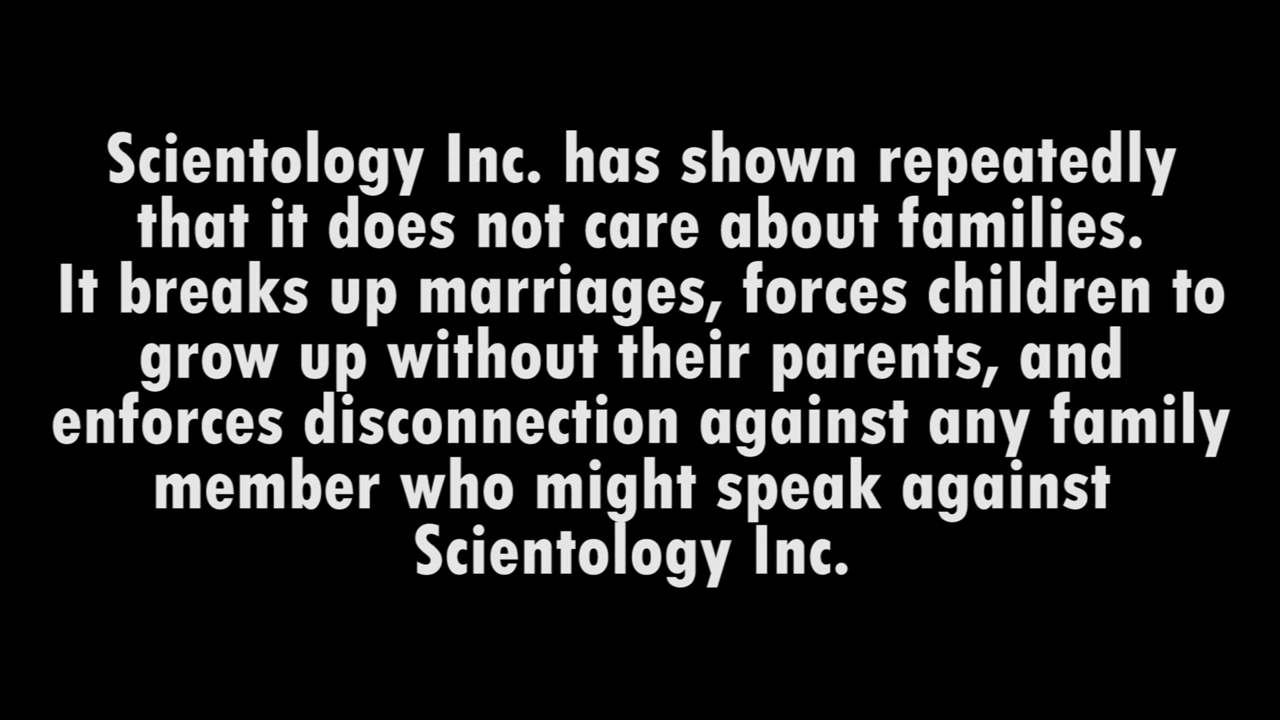 Scientology Inc. has shown repeatedly
that it does not care about families.
It breaks up marriages, forces children to
grow up without their parents, and
enforces disconnection against any family
member who might speak against
Scientology Inc.